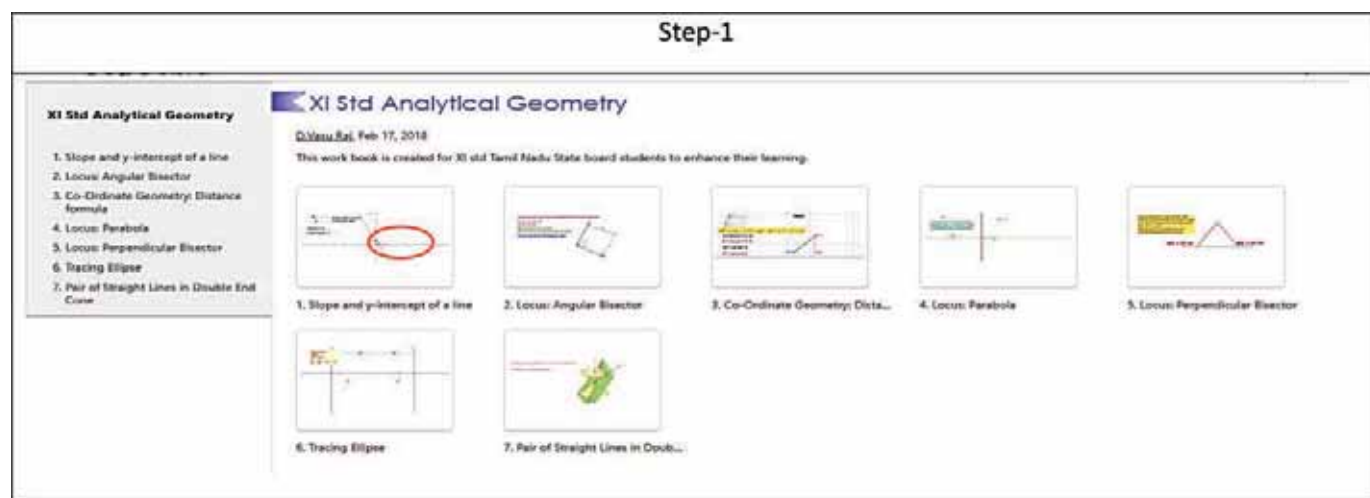 Step-1
XI Std Analytical Geometry
1. Slope and y-intercept of a line
2. Locus: Angular Bisector
3. Co-Ordinate Geometry: Distance
formula
4. Locus: Parabola
5. Locus: Perpendicular Bisector
6. Tracing Ellipse
7. Pair of Straight Lines in Double End
Cone
XI Std Analytical Geometry
D.Vasu Raj, Feb 17, 2018
This work book is created for XI std Tamil Nadu State board students to enhance their learning.
1. Slope and y-intercept of a line
2. Locus: Angular Bisector
3. Co-Ordinate Geometry: Dista...
4. Locus: Parabola
5. Locus: Perpendicular Bisector
6. Tracing Ellipse
7. Pair of Straight Lines in Doub...